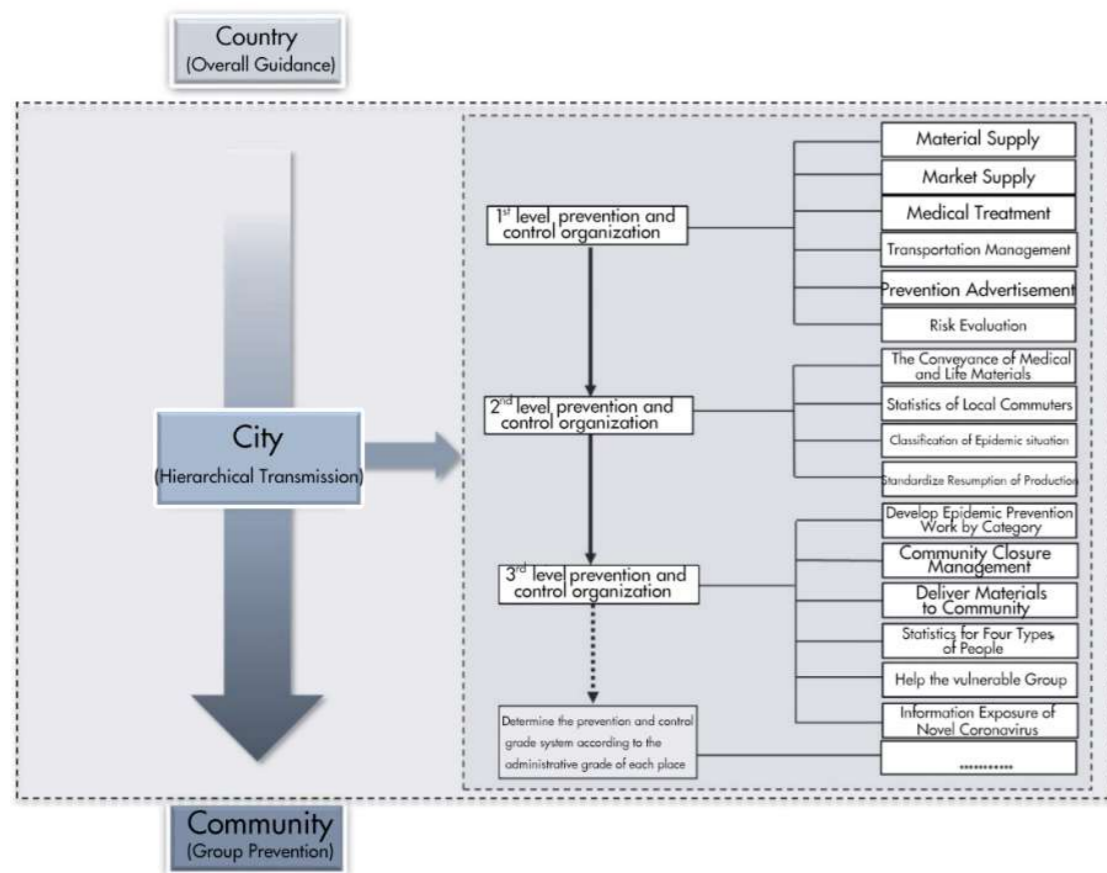 Country
(Overall Guidance)
Material Supply
Market Supply
1st level prevention and
control organization
Medical Treatment
Transportation Management
Prevention Advertisement
Risk Evaluation
The Conveyance of Medical
and Life Materials
2nd level prevention and
control organization
Statistics of Local Commuters
City
(Hierarchical Transmission)
Classification of Epidemic situation
Standardize Resumption of Production
Develop Epidemic Prevention
Work by Category
Community Closure
Management
3rd level prevention and
control organization
Deliver Materials
to Community
Statistics for Four Types
of People
Help the vulnerable Group
Information Exposure of
Novel Coronavirus
Determine the prevention and control
grade system according to the
administrative grade of each place
...........
Community
(Group Prevention)